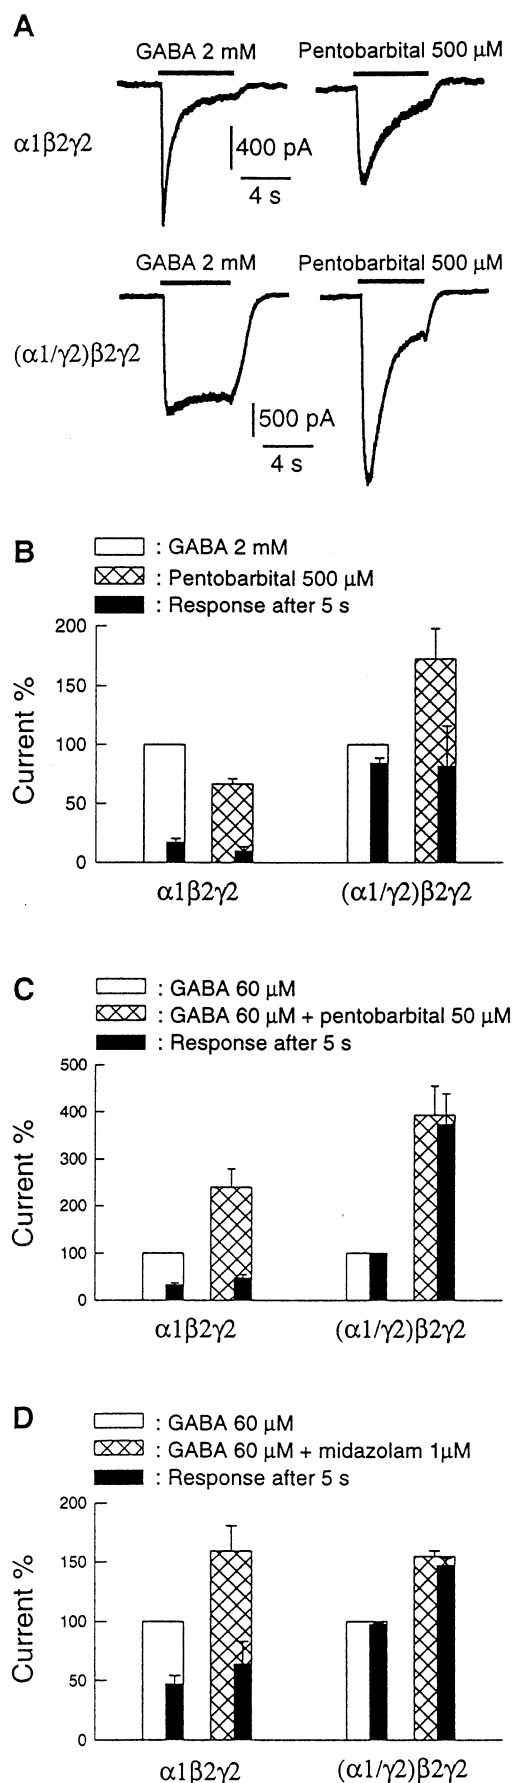 A
GABA 2 mM
Pentobarbital 500 μM
α1β2γ2
400 pA
4 s
GABA 2 mM
Pentobarbital 500 μM
(α1/γ2)β2γ2
500 pA
4 s
B
: GABA 2 mM
: Pentobarbital 500 μM
: Response after 5 s
Current %
200
150
100
50
0
α1β2γ2
(α1/γ2)β2γ2
C
: GABA 60 μM
: GABA 60 μM + pentobarbital 50 μM
: Response after 5 s
Current %
500
400
300
200
100
0
α1β2γ2
(α1/γ2)β2γ2
D
: GABA 60 μM
: GABA 60 μM + midazolam 1μM
: Response after 5 s
Current %
200
150
100
50
0
α1β2γ2
(α1/γ2)β2γ2